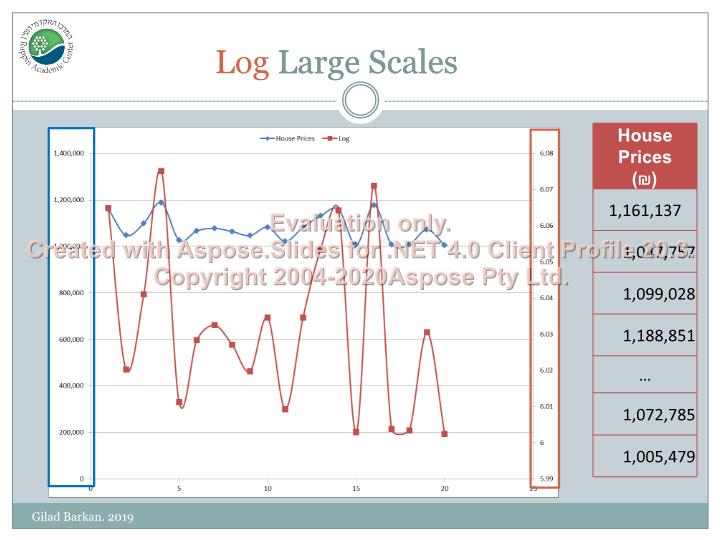 המרכז האקדמי רופין
Ruppin Academic Center
Log Large Scales
House Prices
Log
1,400,000
1,200,000
1,000,000
800,000
600,000
400,000
200,000
0
6.08
6.07
6.06
6.05
6.04
6.03
6.02
6.01
6
5.99
0
5
10
15
20
25
House
Prices
(₪)
1,161,137
1,047,757
1,099,028
1,188,851
...
1,072,785
1,005,479
Evaluation only.
Created with Aspose.Slides for .NET 4.0 Client Profile 20.3.
Copyright 2004-2020Aspose Pty Ltd.
Gilad Barkan. 2019